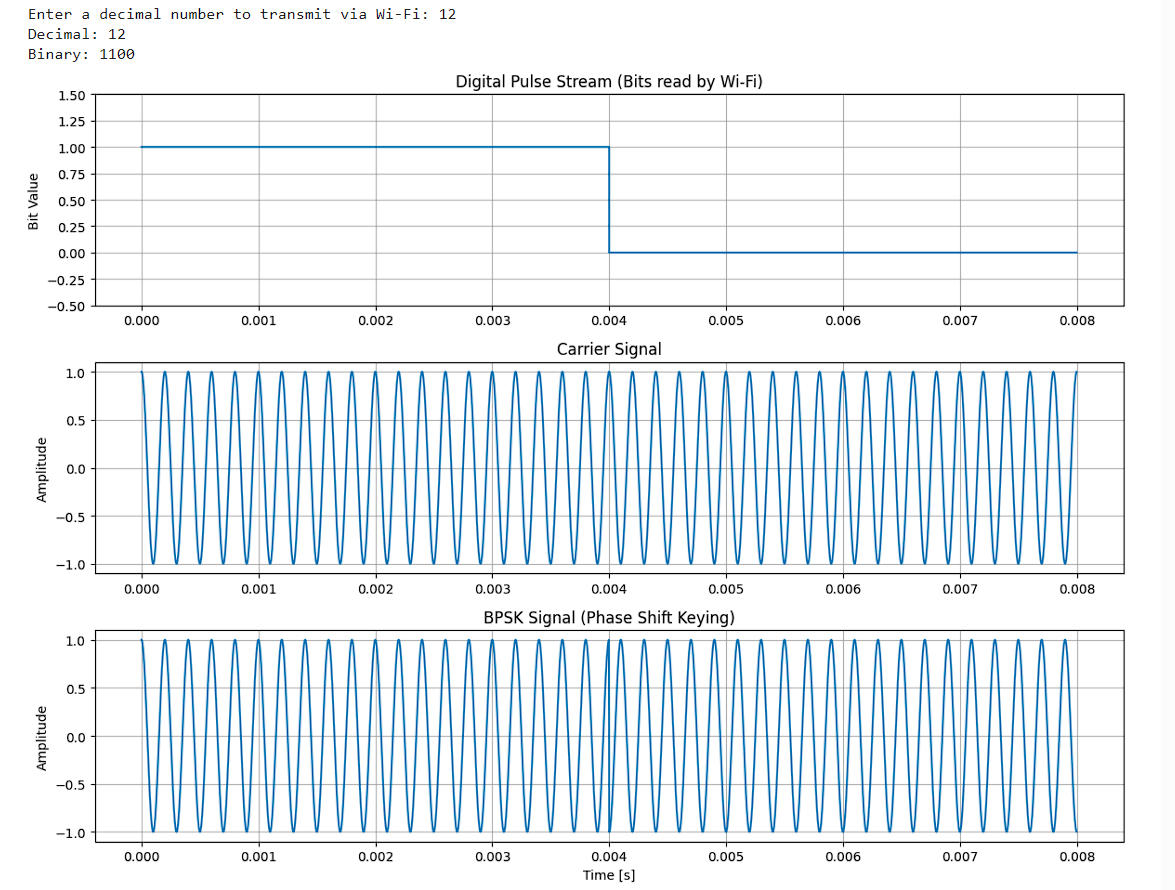 Enter a decimal number to transmit via Wi-Fi: 12
Decimal: 12
Binary: 1100
Digital Pulse Stream (Bits read by Wi-Fi)
1.50
1.25
1.00
0.75
0.50
0.25
0.00
−0.25
−0.50
Bit Value
0.000 0.001 0.002 0.003 0.004 0.005 0.006 0.007 0.008
Carrier Signal
1.0
0.5
0.0
−0.5
−1.0
Amplitude
0.000 0.001 0.002 0.003 0.004 0.005 0.006 0.007 0.008
BPSK Signal (Phase Shift Keying)
1.0
0.5
0.0
−0.5
−1.0
Amplitude
0.000 0.001 0.002 0.003 0.004 0.005 0.006 0.007 0.008
Time [s]